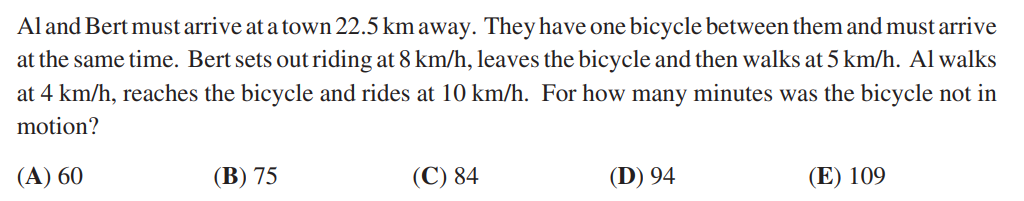 Al and Bert must arrive at a town 22.5 km away. They have one bicycle between them and must arrive
at the same time. Bert sets out riding at 8 km/h, leaves the bicycle and then walks at 5 km/h. Al walks
at 4 km/h, reaches the bicycle and rides at 10 km/h. For how many minutes was the bicycle not in
motion?
(A) 60 (B) 75 (C) 84 (D) 94 (E) 109